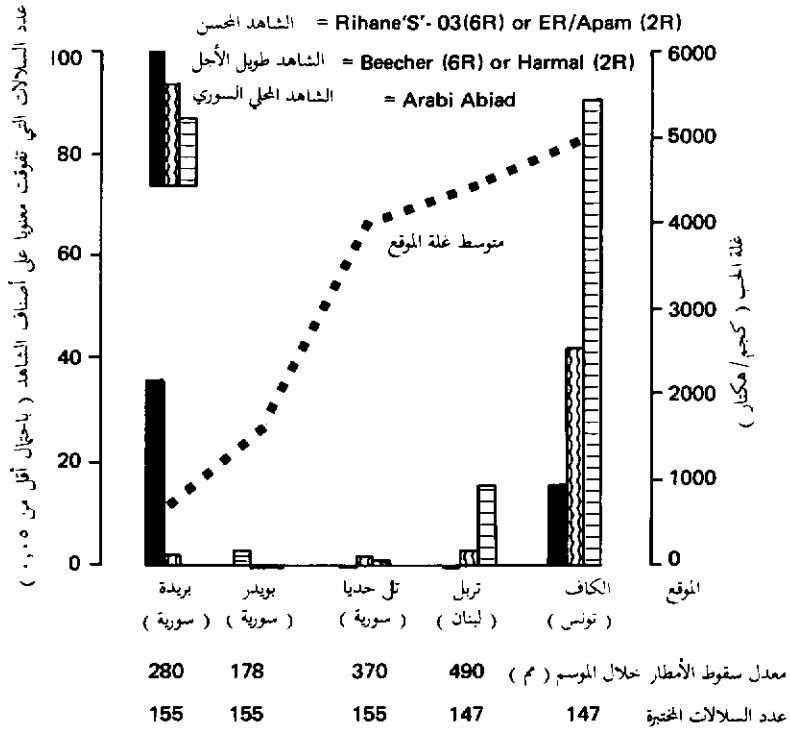 الشاهد المحسن = Rihane'S'- 03(6R) or ER/Apam (2R)
الشاهد طويل الأجل = Beecher (6R) or Harmal (2R)
الشاهد المحلي السوري = Arabi Abiad
عدد السلالات التي تفوقت معنويا على أصناف الشاهد ( باحتمال أقل من ٠,٠٥ )
100
80
60
40
20
0
متوسط غلة الموقع
6000
5000
4000
3000
2000
1000
0
غلة الحب ( كجم/هكتار )
الموقع
بريدة
( سورية )
بويدر
( سورية )
تل حديا
( سورية )
تربل
( لبنان )
الكاف
( تونس )
معدل سقوط الأمطار خلال الموسم ( مم ) 280 178 370 490
عدد السلالات المختبرة 155 155 155 147 147